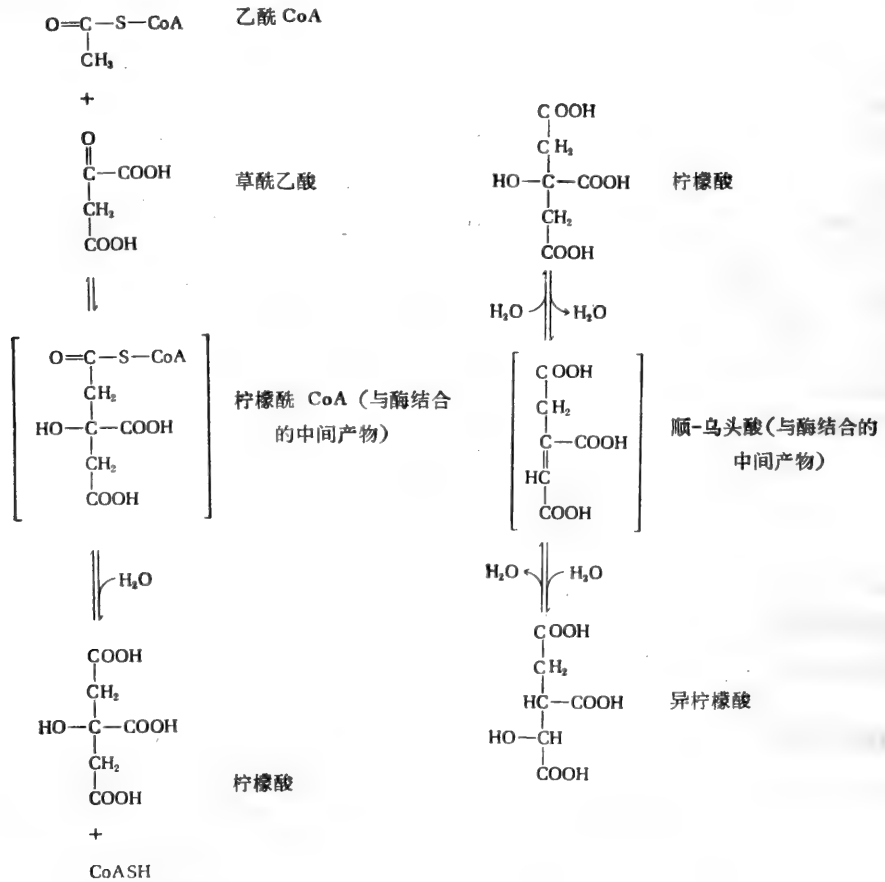 O=C—S—CoA 乙酰 CoA
CH₃
+
O
C—COOH 草酰乙酸
CH₂
COOH
O=C—S—CoA
CH₂
HO—C—COOH 柠檬酰 CoA（与酶结合
的中间产物）
CH₂
COOH
H₂O
COOH
CH₂
HO—C—COOH
CH₂
COOH 柠檬酸
+
CoASH
COOH
CH₂
HO—C—COOH 柠檬酸
CH₂
COOH
H₂O H₂O
COOH
CH₂
C—COOH 顺-乌头酸（与酶结合的
中间产物）
HC
COOH
H₂O H₂O
COOH
CH₂
HC—COOH 异柠檬酸
HO—CH
COOH